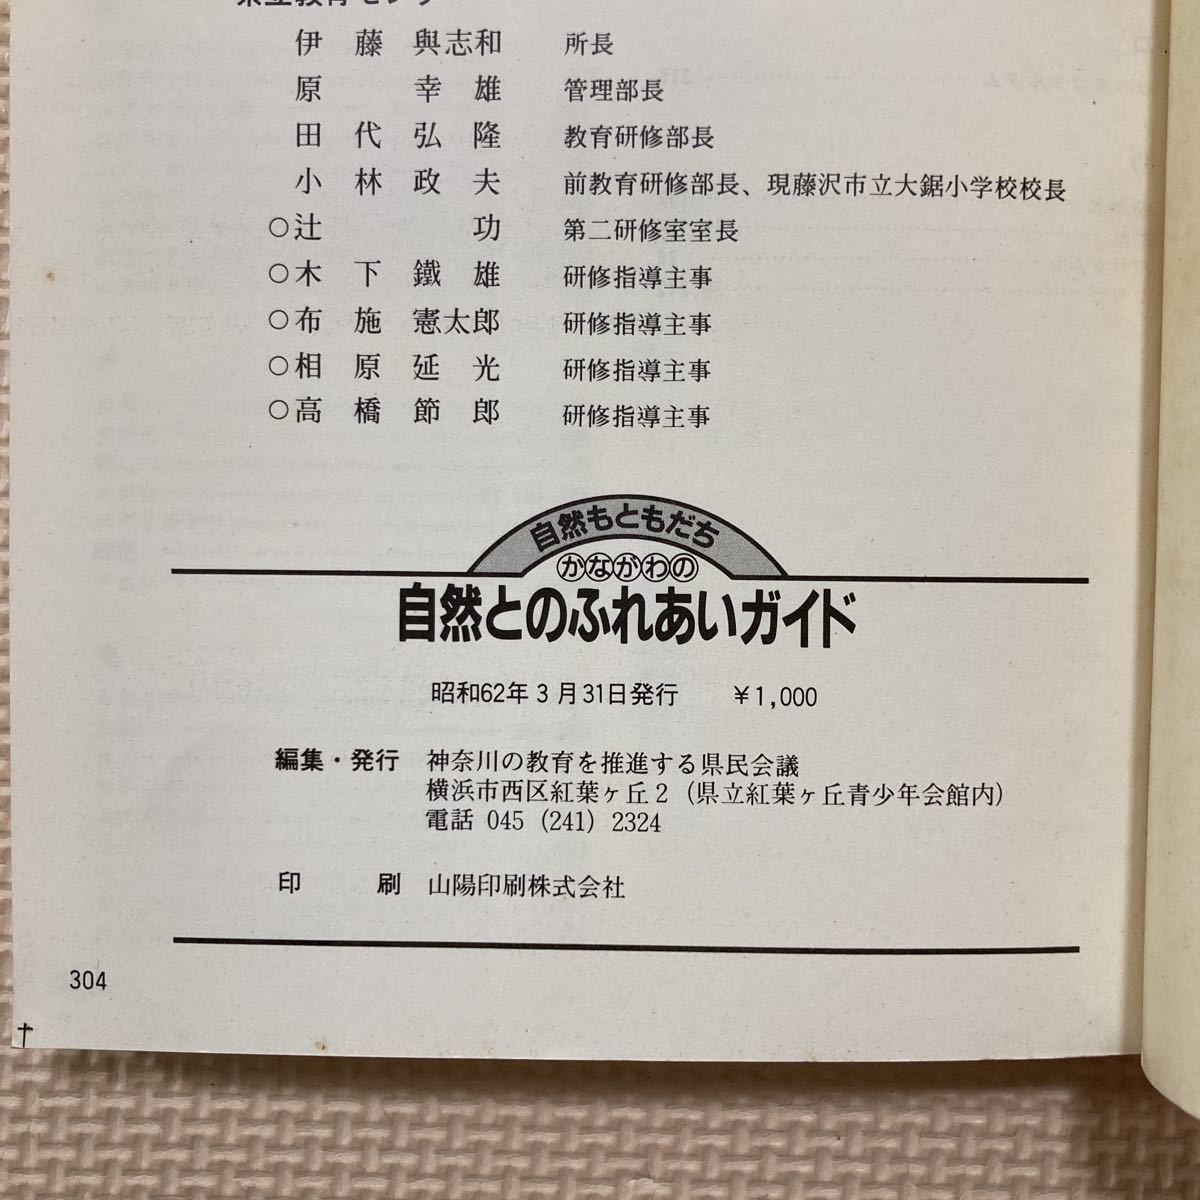 県立教育センター
伊藤與志和 所長
原幸雄 管理部長
田代弘隆 教育研修部長
小林政夫 前教育研修部長、現藤沢市立大鋸小学校校長
○辻功 第二研修室室長
○木下鐵雄 研修指導主事
○布施憲太郎 研修指導主事
○相原延光 研修指導主事
○高橋節郎 研修指導主事
自然もともだち
かながわの
自然とのふれあいガイド
昭和62年3月31日発行 ¥1,000
編集・発行 神奈川の教育を推進する県民会議
横浜市西区紅葉ヶ丘2（県立紅葉ヶ丘青少年会館内）
電話 045 (241) 2324
印刷 山陽印刷株式会社
304